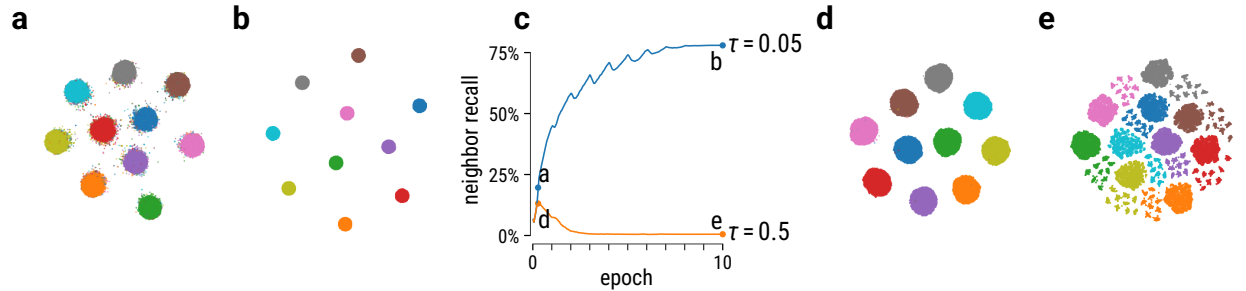 a
b
c
d
e
neighbor recall
75%
50%
25%
0%
a
d
b
τ = 0.05
e
τ = 0.5
0
10
epoch